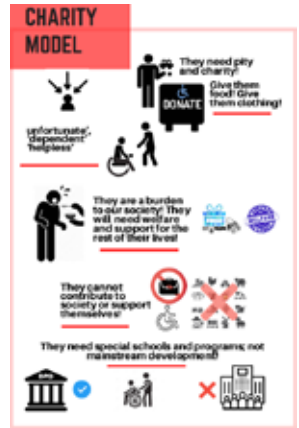 CHARITY
MODEL
They need pity
and charity!
Give them
food! Give
them clothing!
DONATE
unfortunate',
'dependent'
'helpless'
They are a burden
to our society! They
will need welfare
and support for the
rest of their lives!
They cannot
contribute to
society or support
themselves!
They need special schools and programs; not
mainstream development!